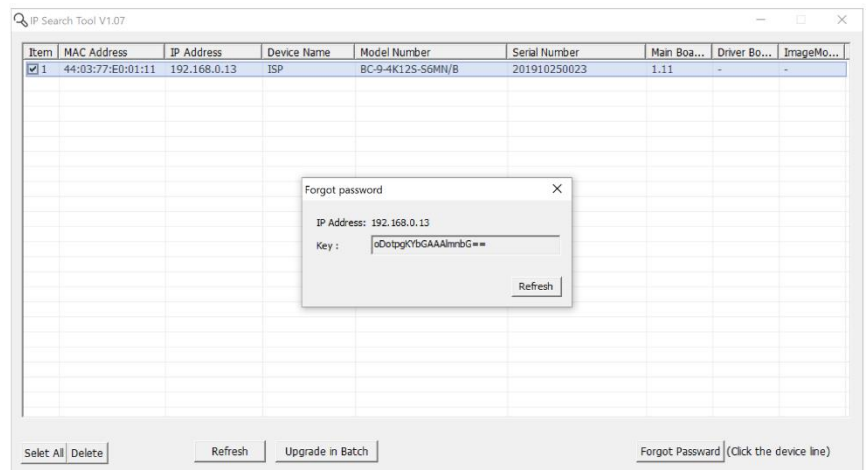 IP Search Tool V1.07
Item MAC Address IP Address Device Name Model Number Serial Number Main Boa... Driver Bo... ImageMo...
1 44:03:77:E0:01:11 192.168.0.13 ISP BC-9-4K12S-S6MN/B 201910250023 1.11 - -
Forgot password
IP Address: 192.168.0.13
Key : oDotpgKYbGAAAlmnbG==
Refresh
Selet All Delete Refresh Upgrade in Batch Forgot Passward (Click the device line)